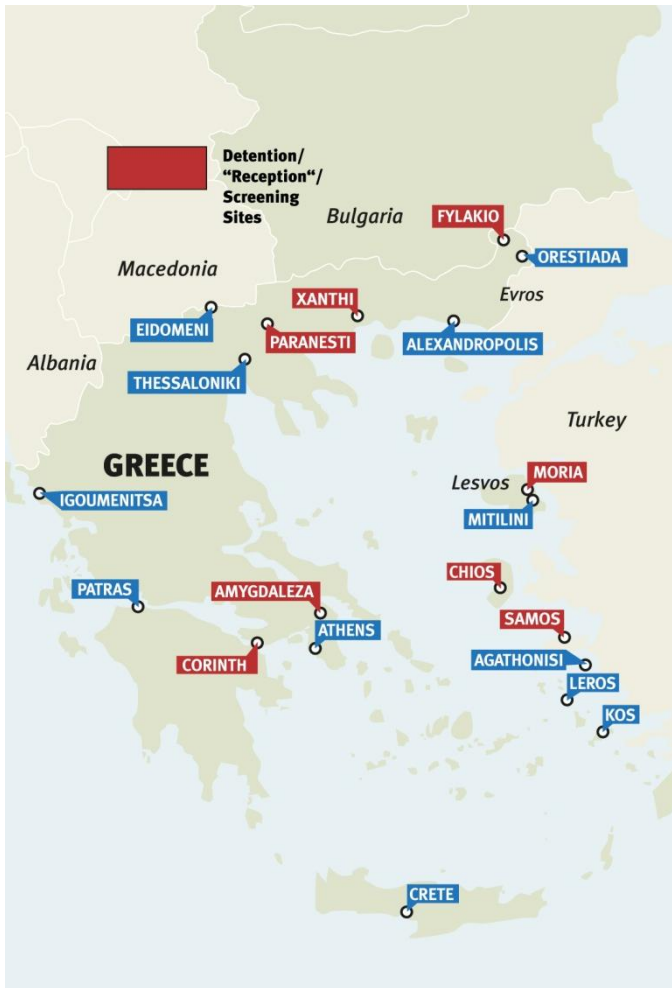 Detention/
"Reception"/
Screening
Sites
Bulgaria
FYLAKIO
ORESTIADA
Macedonia
Evros
XANTHI
EIDOMENI
PARANESTI
ALEXANDROPOLIS
Albania
THESSALONIKI
Turkey
GREECE
Lesvos
MORIA
IGOUMENITSA
MITILINI
CHIOS
PATRAS
AMYGDALEZA
SAMOS
ATHENS
CORINTH
AGATHONISI
LEROS
KOS
CRETE